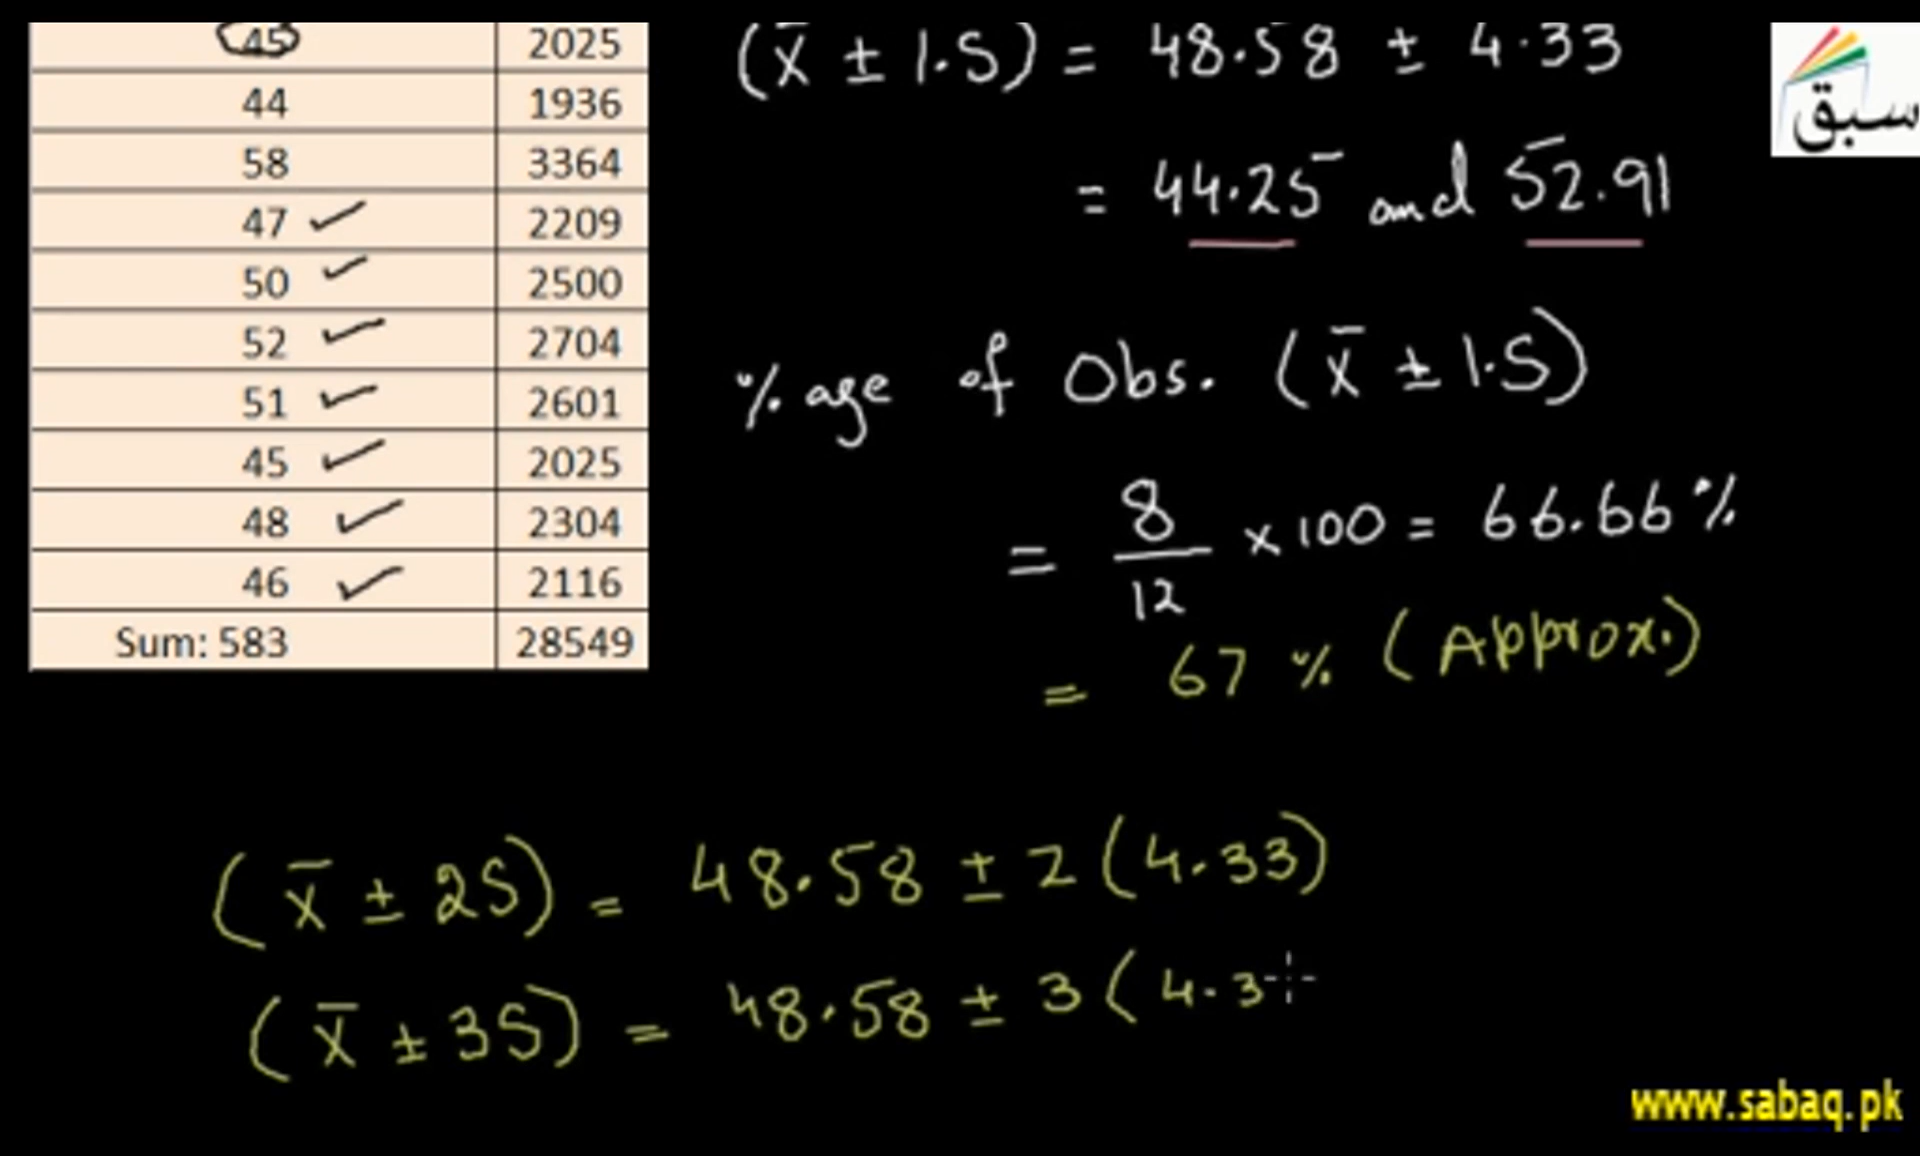 45 2025
44 1936
58 3364
47 ✓ 2209
50 ✓ 2500
52 ✓ 2704
51 ✓ 2601
45 ✓ 2025
48 ✓ 2304
46 ✓ 2116
Sum: 583 28549
(x̄ ± 1.S) = 48.58 ± 4.33
= 44.25 and 52.91
% age of Obs. (x̄ ± 1.S)
= 8/12 × 100 = 66.66 %
= 67 % (Approx.)
(x̄ ± 2S) = 48.58 ± 2 (4.33)
(x̄ ± 3S) = 48.58 ± 3 (4.3
سبق
www.sabaq.pk